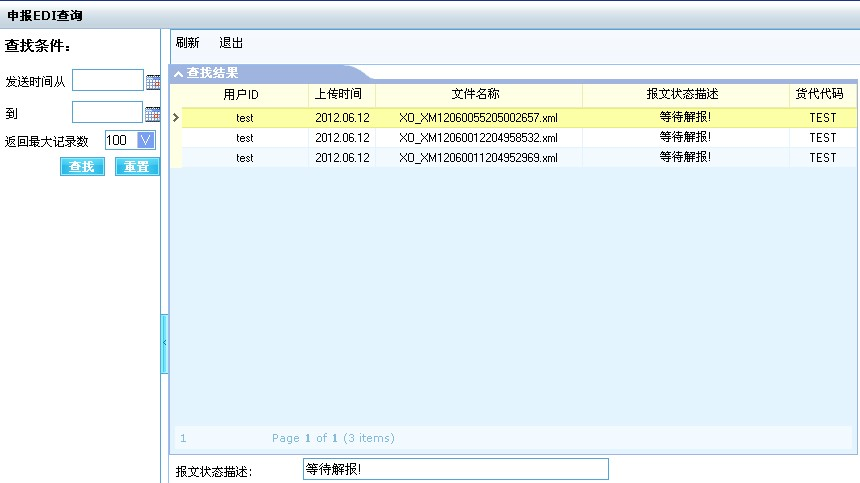 申报EDI查询
查找条件:
发送时间从
到
返回最大记录数 100
查找 重置
刷新 退出
查找结果
用户ID 上传时间 文件名称 报文状态描述 货代代码
test 2012.06.12 XO_XM12060055205002657.xml 等待解报! TEST
test 2012.06.12 XO_XM12060012204958532.xml 等待解报! TEST
test 2012.06.12 XO_XM12060011204952969.xml 等待解报! TEST
1 Page 1 of 1 (3 items)
报文状态描述: 等待解报!